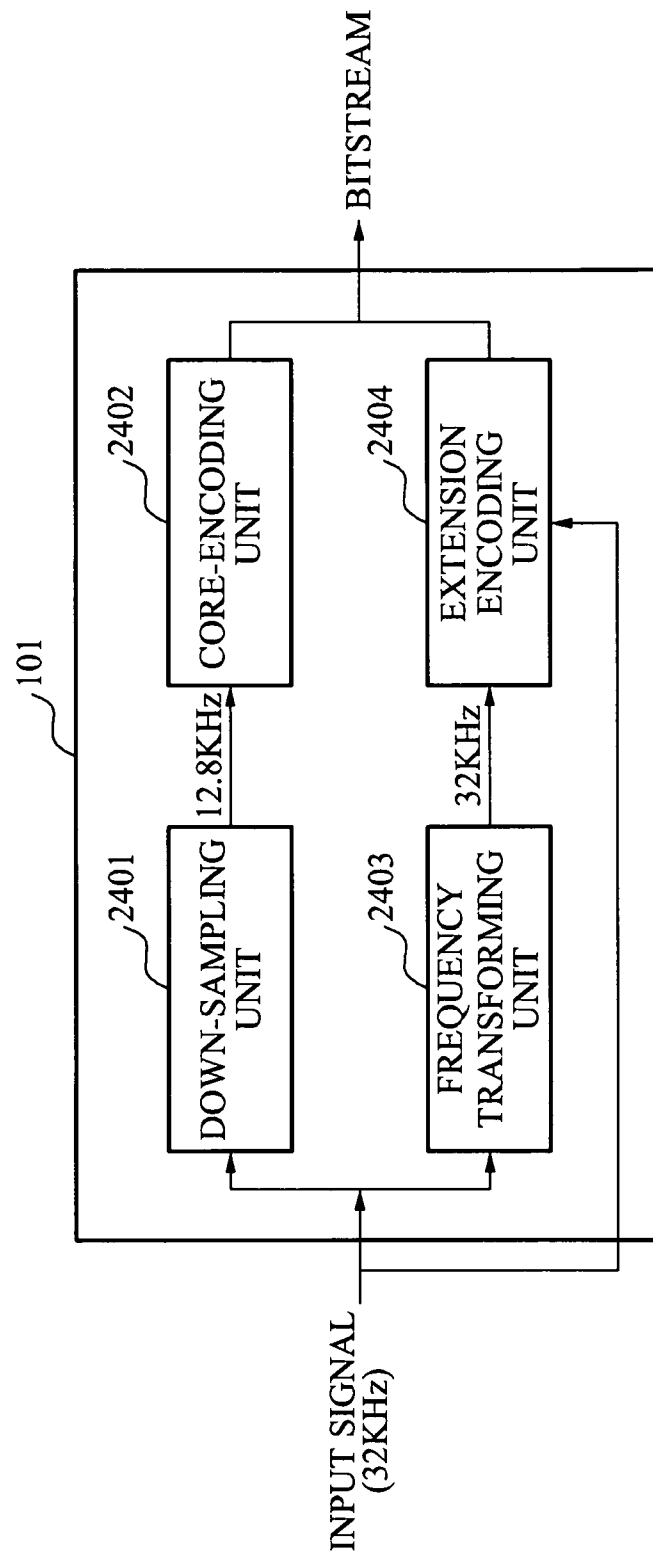 101
INPUT SIGNAL
(32KHz)
2401
DOWN-SAMPLING
UNIT
12.8KHz
2402
CORE-ENCODING
UNIT
2403
FREQUENCY
TRANSFORMING
UNIT
32KHz
2404
EXTENSION
ENCODING
UNIT
BITSTREAM